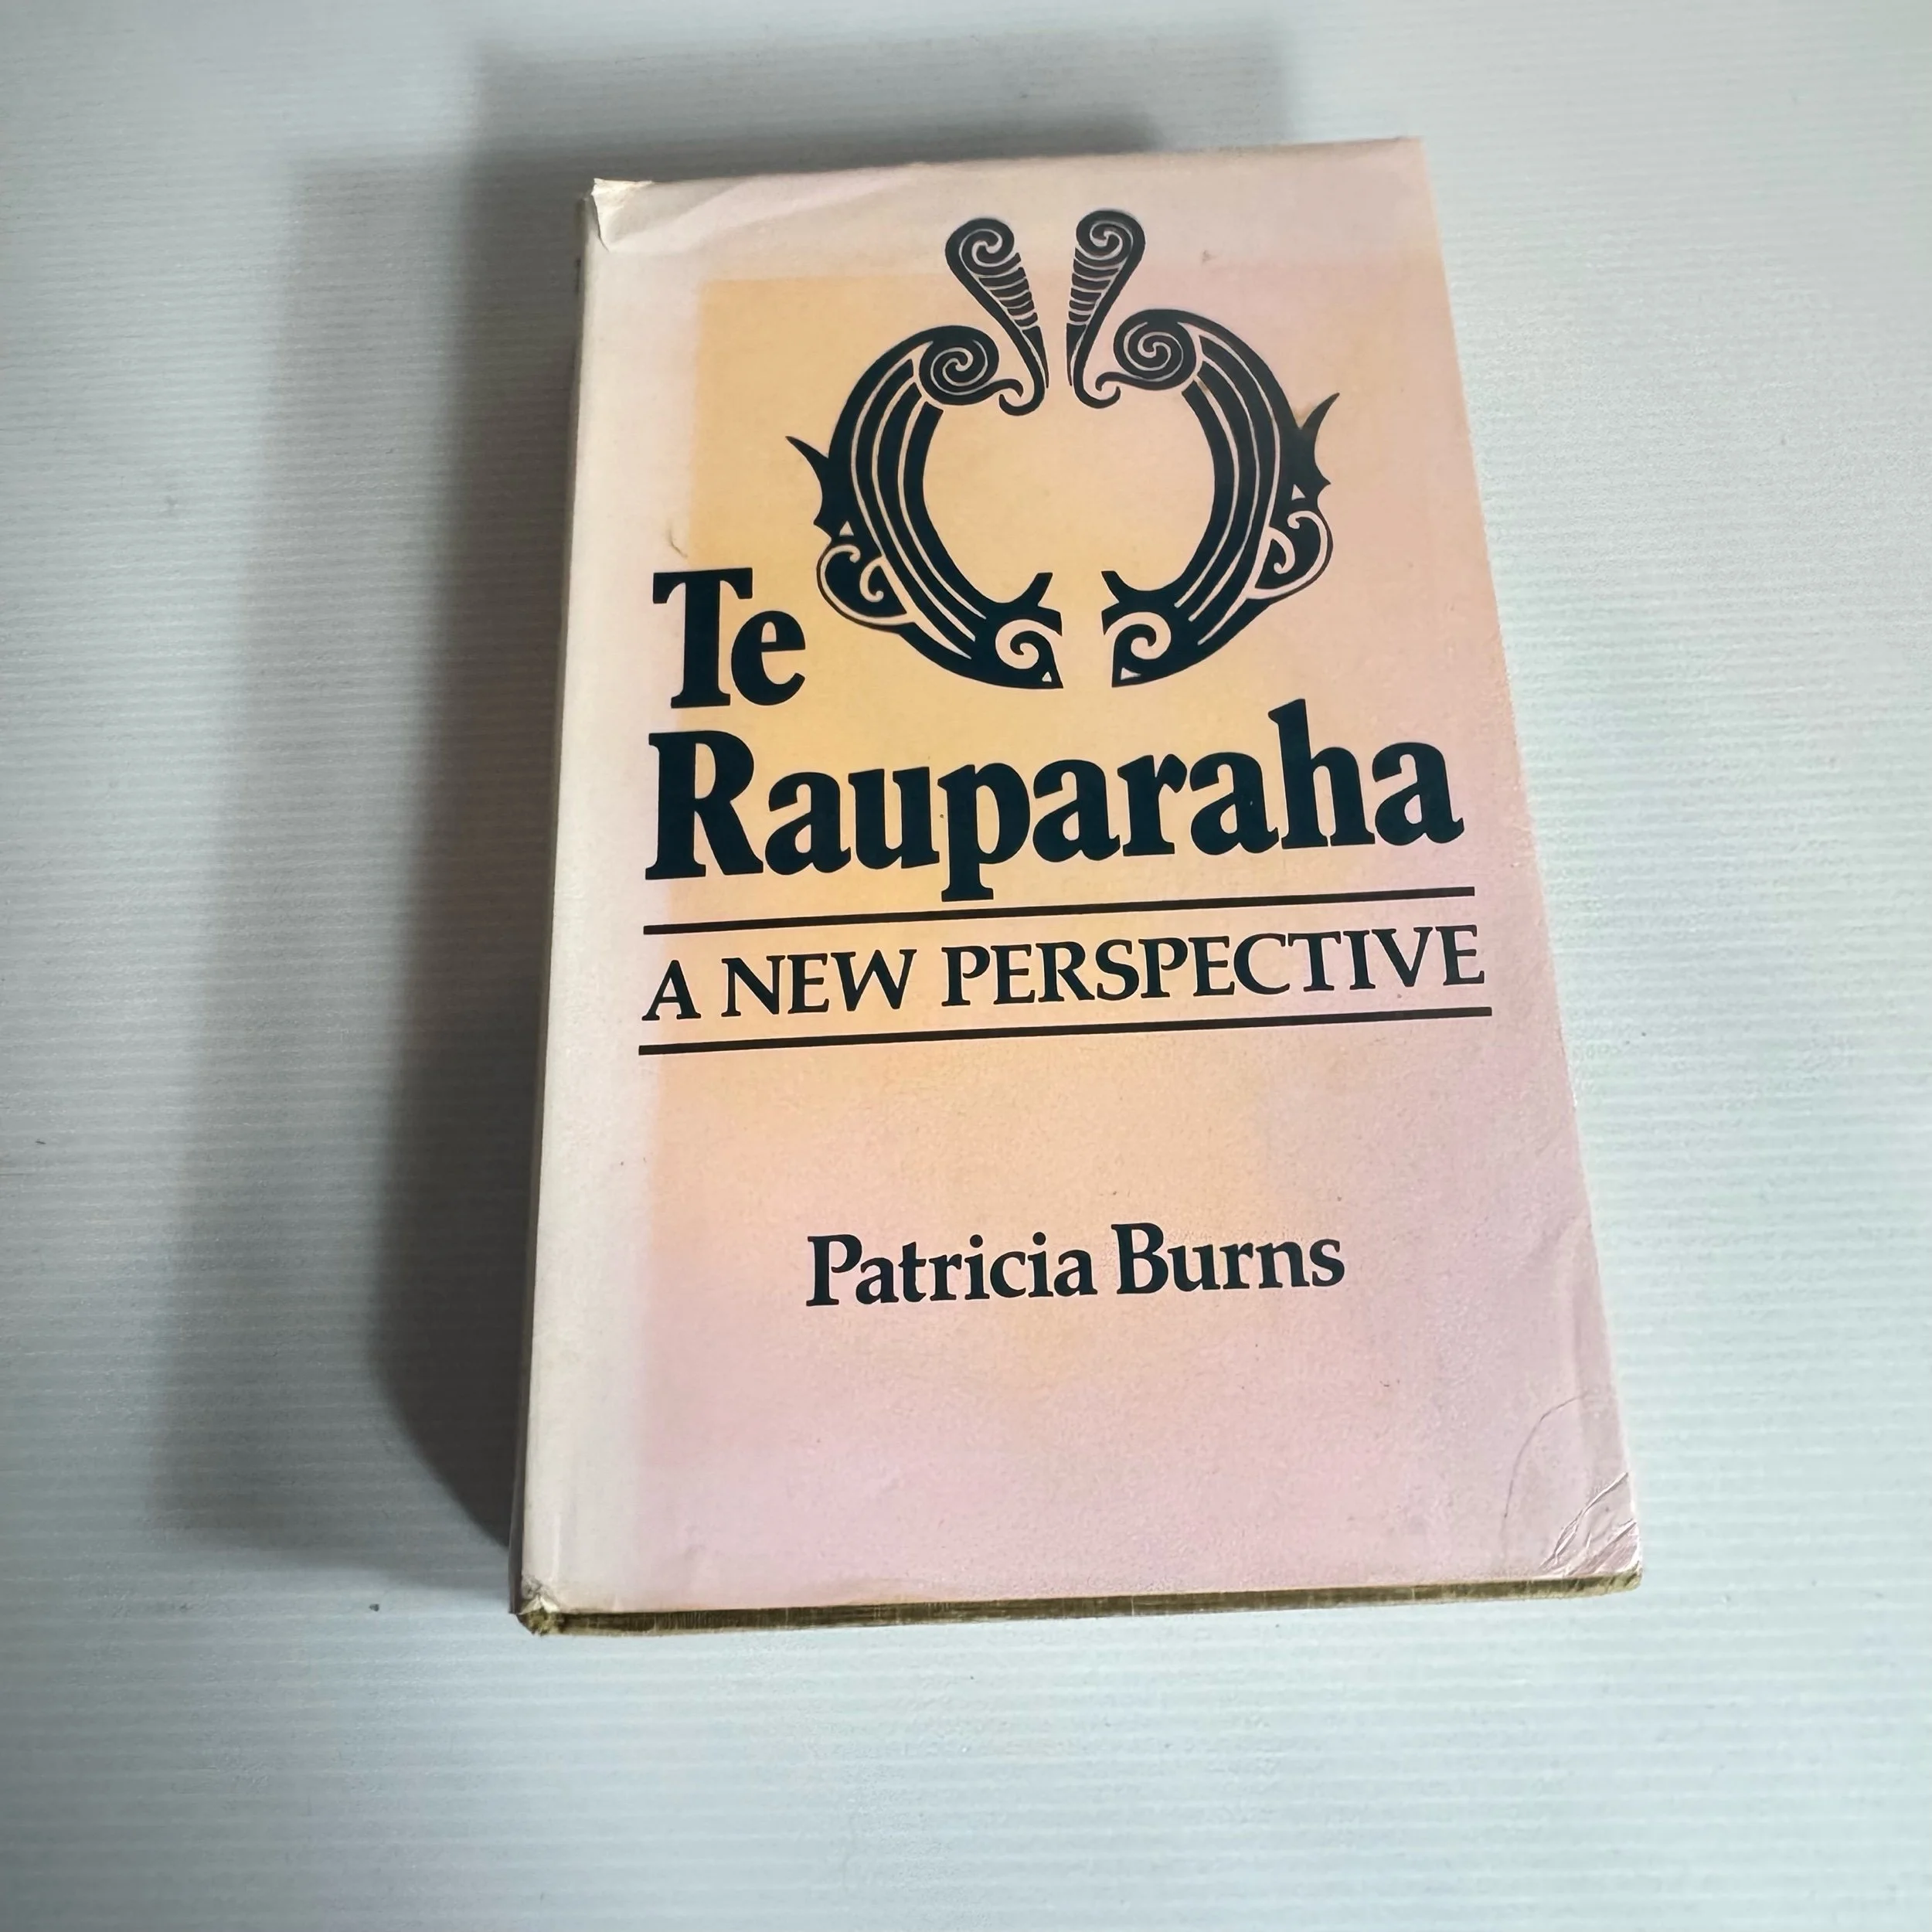 Te
Rauparaha
A NEW PERSPECTIVE
Patricia Burns